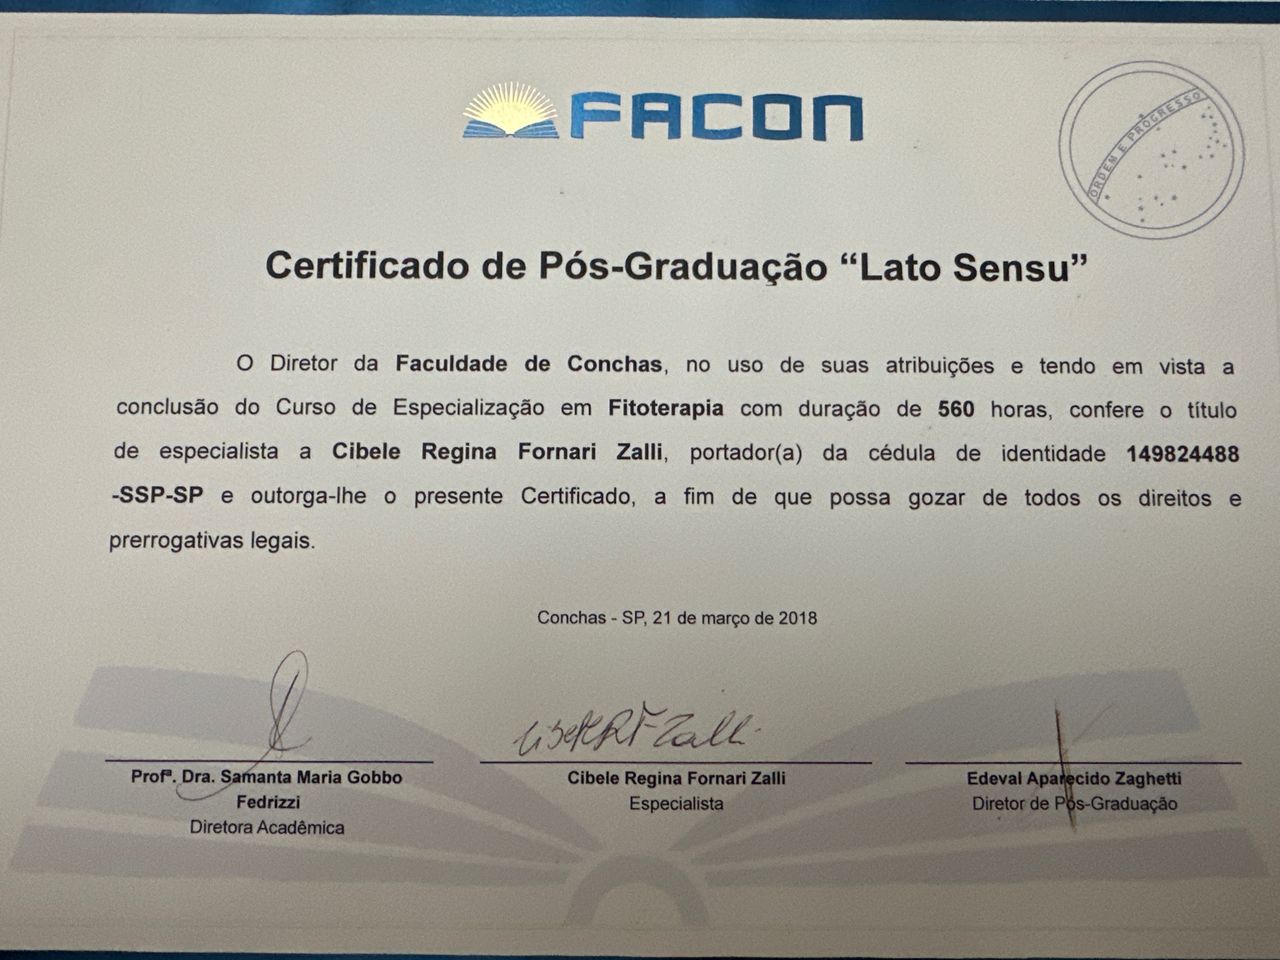 FACON
ORDEM E PROGRESSO
Certificado de Pós-Graduação “Lato Sensu”
O Diretor da Faculdade de Conchas, no uso de suas atribuições e tendo em vista a
conclusão do Curso de Especialização em Fitoterapia com duração de 560 horas, confere o título
de especialista a Cibele Regina Fornari Zalli, portador(a) da cédula de identidade 149824488
-SSP-SP e outorga-lhe o presente Certificado, a fim de que possa gozar de todos os direitos e
prerrogativas legais.
Conchas - SP, 21 de março de 2018
CibeleRFZalli
Profª. Dra. Samanta Maria Gobbo
Fedrizzi
Diretora Acadêmica
Cibele Regina Fornari Zalli
Especialista
Edeval Aparecido Zaghetti
Diretor de Pós-Graduação